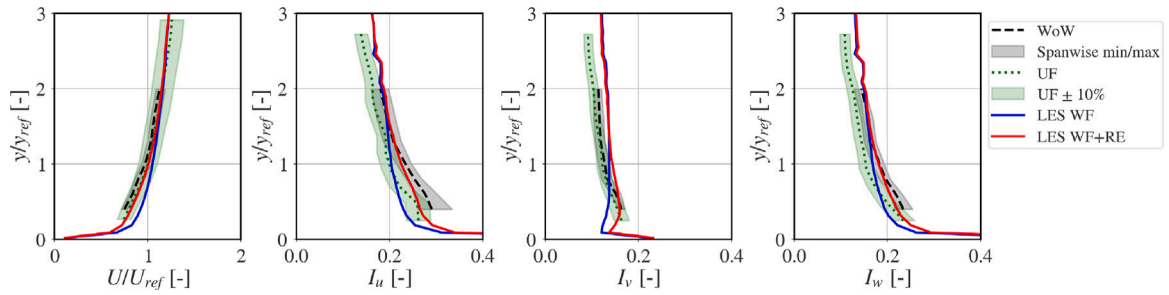 3
2
1
0
y/y_ref [-]
0 1 2
U/U_ref [-]
3
2
1
0
y/y_ref [-]
0.0 0.2 0.4
I_u [-]
3
2
1
0
y/y_ref [-]
0.0 0.2 0.4
I_v [-]
3
2
1
0
y/y_ref [-]
0.0 0.2 0.4
I_w [-]
WoW
Spanwise min/max
UF
UF ± 10%
LES WF
LES WF+RE